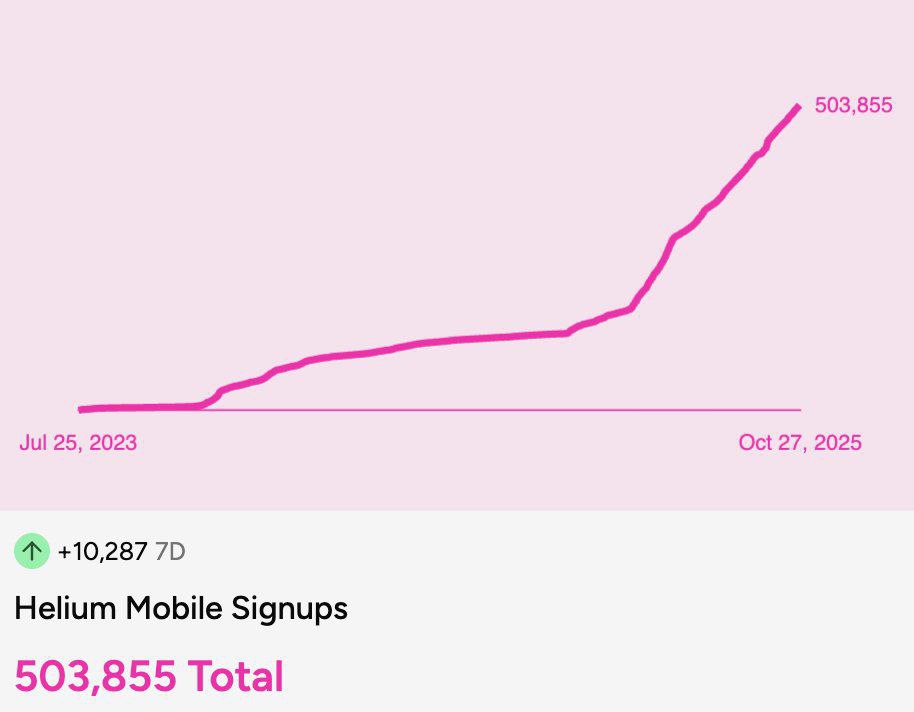 503,855
Jul 25, 2023
Oct 27, 2025
+10,287 7D
Helium Mobile Signups
503,855 Total